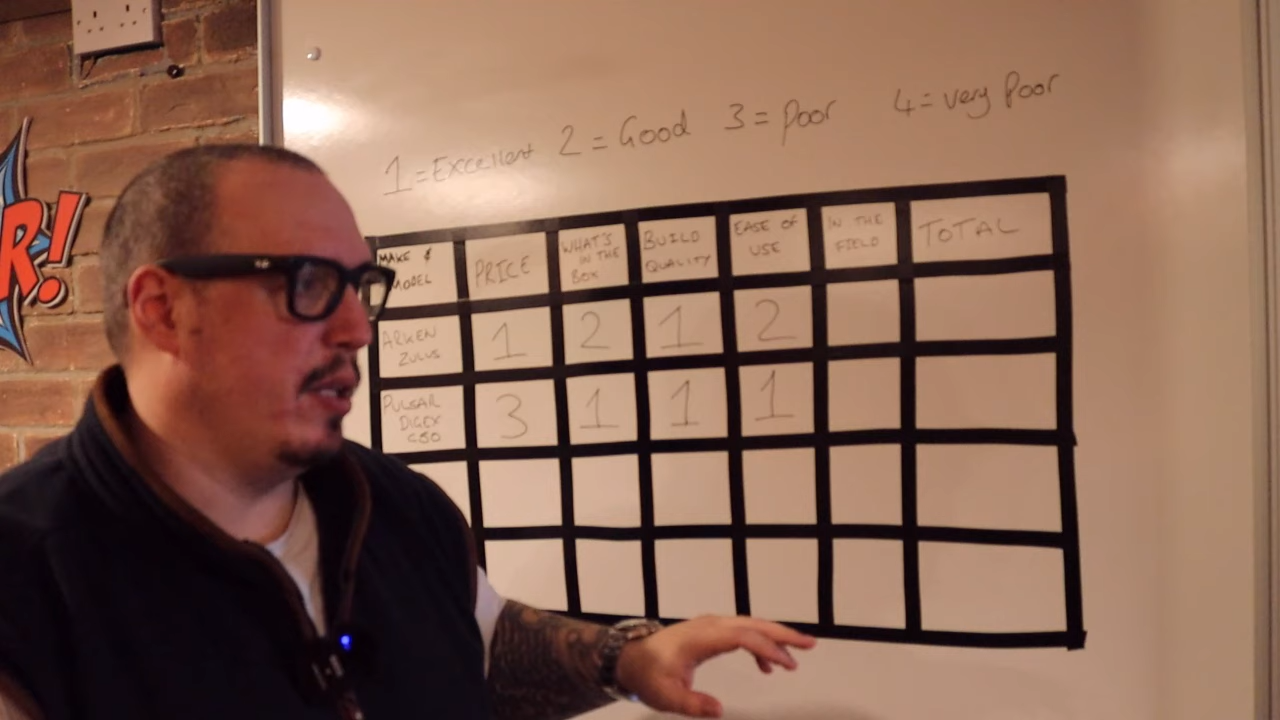 R!
1 = Excellent 2 = Good 3 = Poor 4 = very Poor
MAKE & MODEL
PRICE
WHAT'S IN THE BOX
BUILD QUALITY
EASE OF USE
IN THE FIELD
TOTAL
ARKEN ZULUS
1
2
1
2
PULSAR DIGEX C50
3
1
1
1